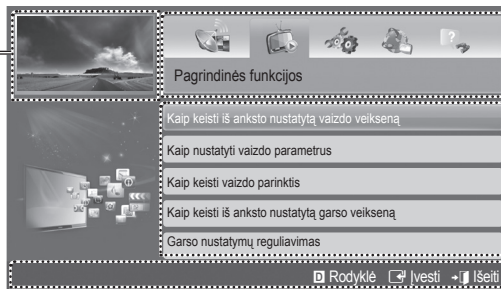 Pagrindinės funkcijos
Kaip keisti iš anksto nustatytą vaizdo veikseną
Kaip nustatyti vaizdo parametrus
Kaip keisti vaizdo parinktis
Kaip keisti iš anksto nustatytą garso veikseną
Garso nustatymų reguliavimas
D Rodyklė Įvesti Išeiti